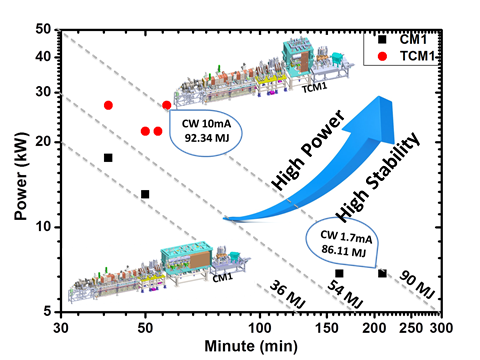 50
40
30
20
10
5
Power (kW)
CM1
TCM1
TCM1
CW 10mA
92.34 MJ
High Power
High Stability
CW 1.7mA
86.11 MJ
CM1
36 MJ
54 MJ
90 MJ
30
50
100
150
200
250
300
Minute (min)